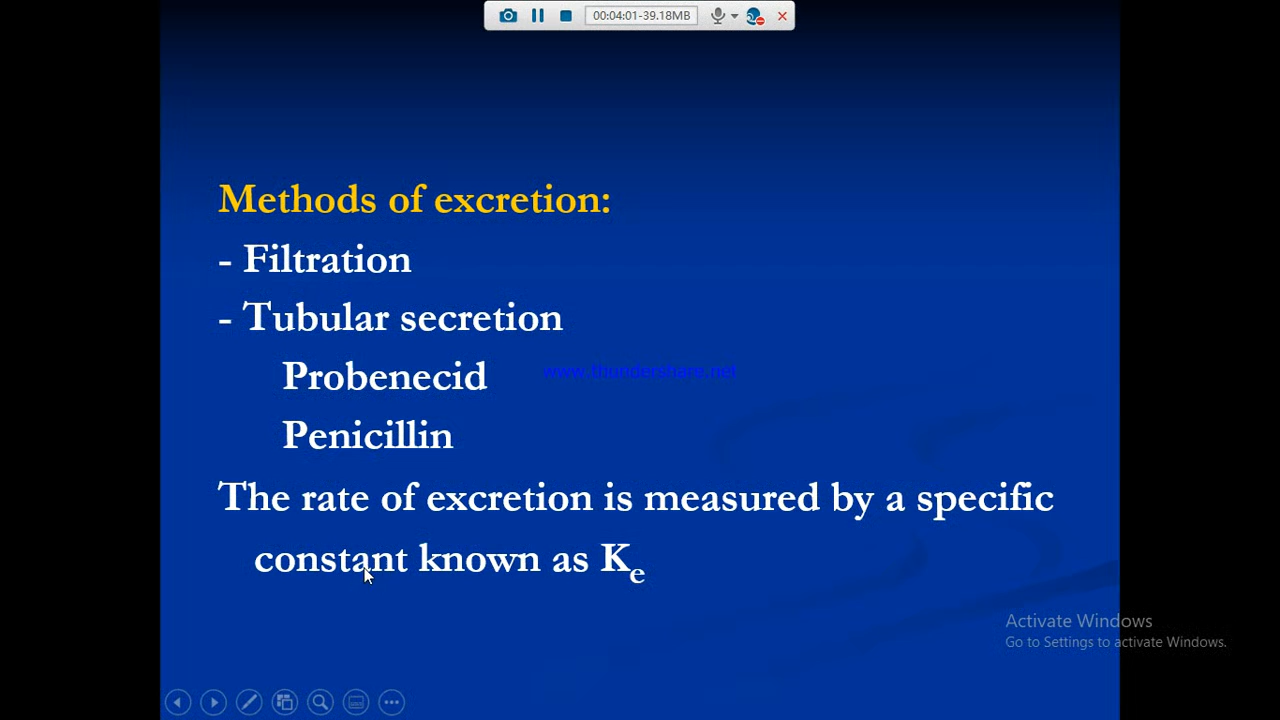 00:04:01-39.18MB
Methods of excretion:
- Filtration
- Tubular secretion
Probenecid
www.thundershare.net
Penicillin
The rate of excretion is measured by a specific
constant known as Ke
Activate Windows
Go to Settings to activate Windows.